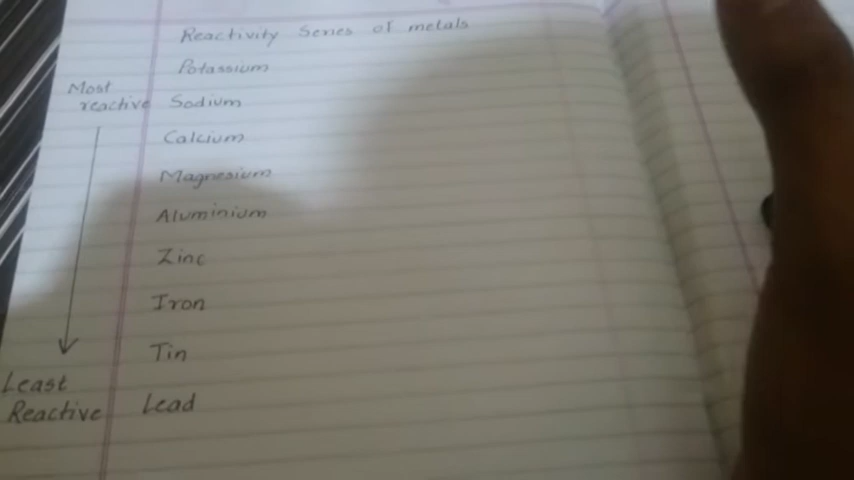 Reactivity Series of metals
Potassium
Most
reactive
Sodium
Calcium
Magnesium
Aluminium
Zinc
Iron
Tin
Least
Reactive
Lead